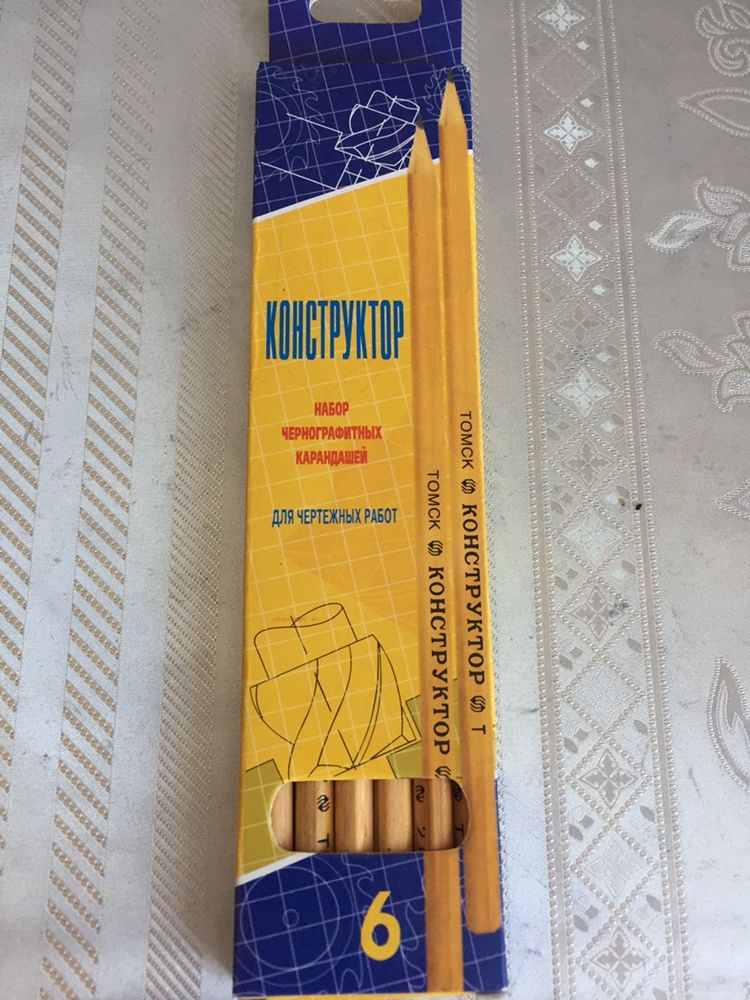 КОНСТРУКТОР
НАБОР
ЧЕРНОГРАФИТНЫХ
КАРАНДАШЕЙ
ДЛЯ ЧЕРТЕЖНЫХ РАБОТ
ТОМСК КОНСТРУКТОР Т
ТОМСК КОНСТРУКТОР
Т
Т
6